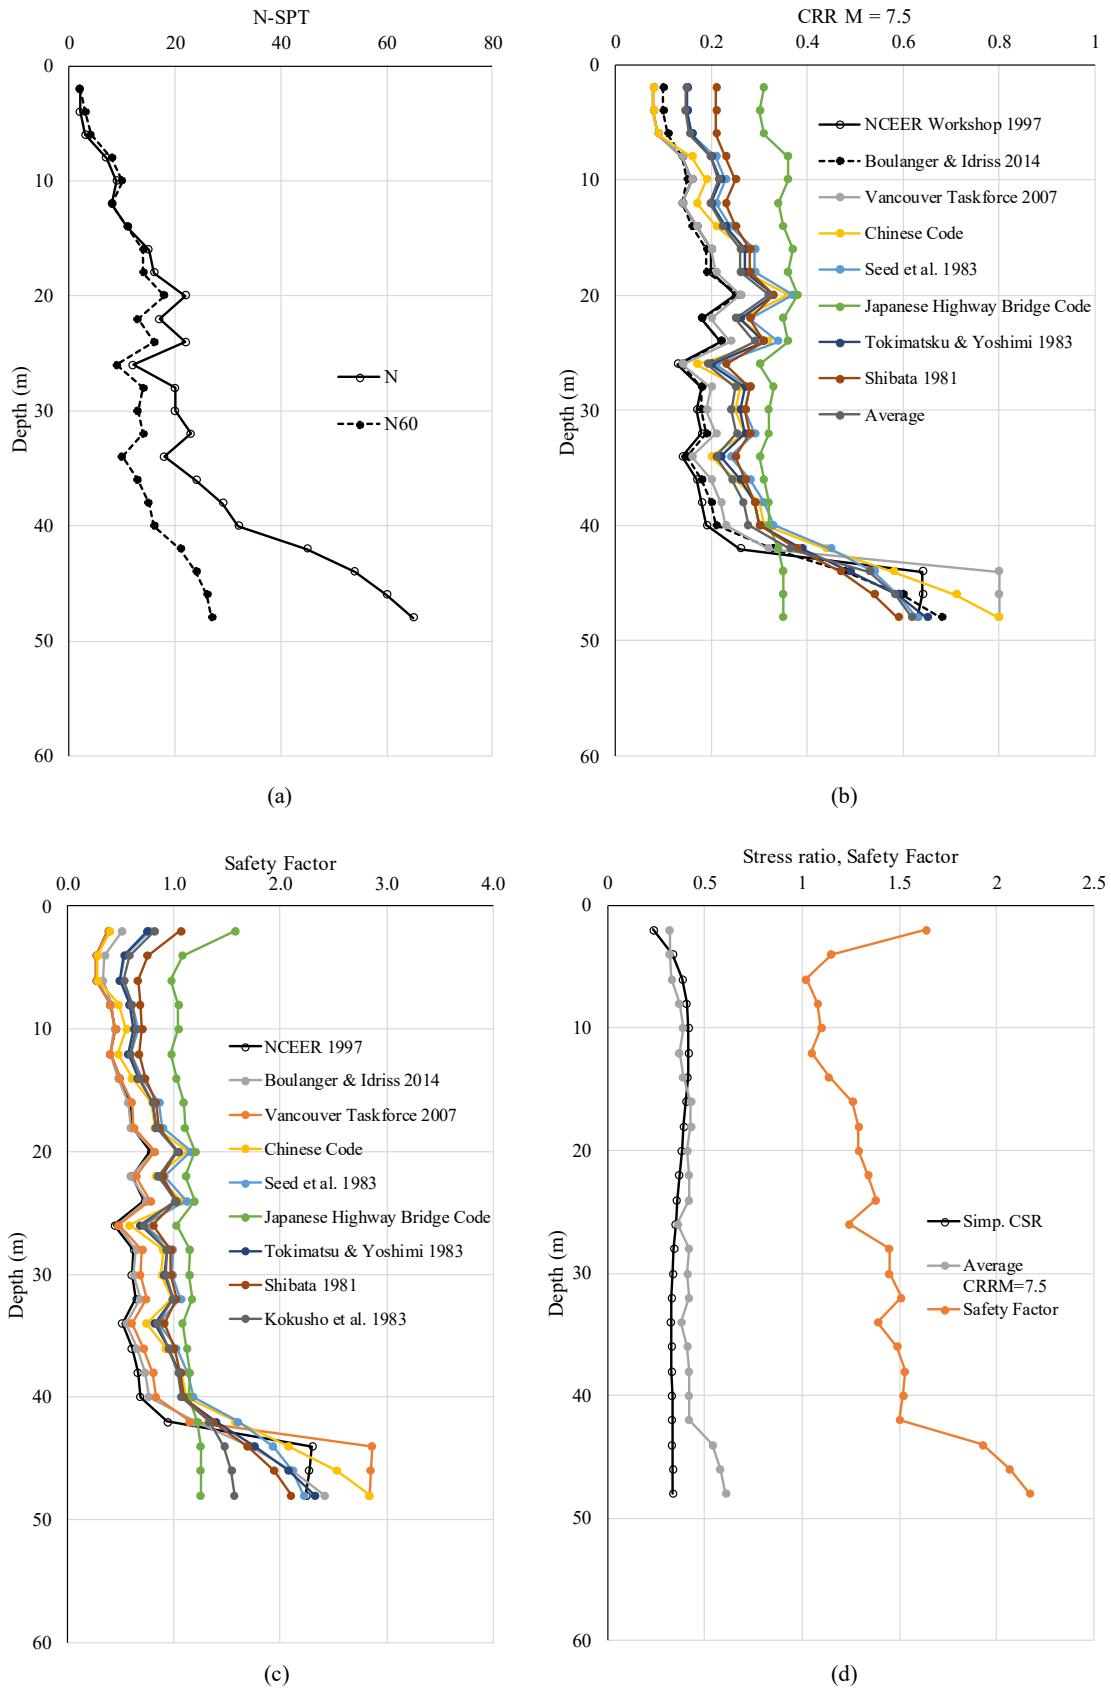 N-SPT
0 20 40 60 80
0
10
20
30
40
50
60
Depth (m)
N
N60
(a)
CRR M = 7.5
0 0.2 0.4 0.6 0.8 1
0
10
20
30
40
50
60
Depth (m)
NCEER Workshop 1997
Boulanger & Idriss 2014
Vancouver Taskforce 2007
Chinese Code
Seed et al. 1983
Japanese Highway Bridge Code
Tokimatsku & Yoshimi 1983
Shibata 1981
Average
(b)
Safety Factor
0.0 1.0 2.0 3.0 4.0
0
10
20
30
40
50
60
Depth (m)
NCEER 1997
Boulanger & Idriss 2014
Vancouver Taskforce 2007
Chinese Code
Seed et al. 1983
Japanese Highway Bridge Code
Tokimatsu & Yoshimi 1983
Shibata 1981
Kokusho et al. 1983
(c)
Stress ratio, Safety Factor
0 0.5 1 1.5 2 2.5
0
10
20
30
40
50
60
Depth (m)
Simp. CSR
Average
CRRM=7.5
Safety Factor
(d)